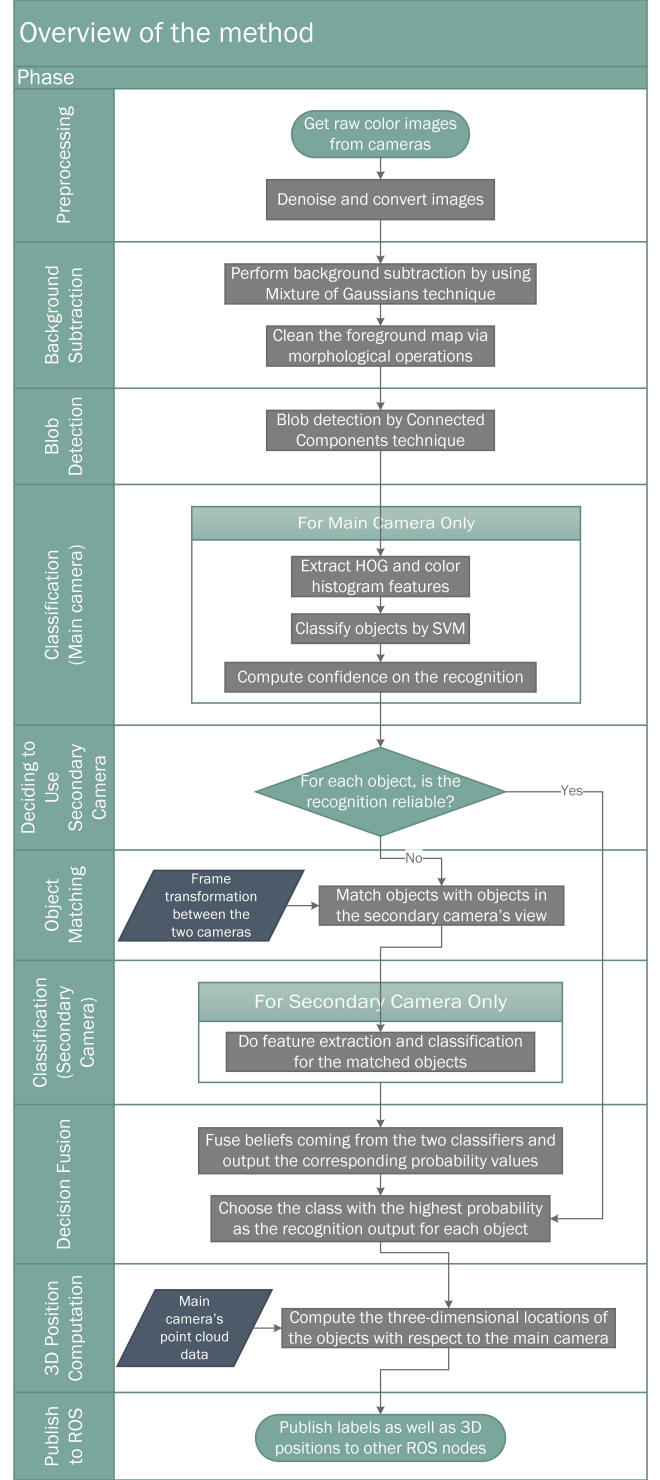 Overview of the method
Phase
Preprocessing
Get raw color images
from cameras
Denoise and convert images
Background
Subtraction
Perform background subtraction by using
Mixture of Gaussians technique
Clean the foreground map via
morphological operations
Blob
Detection
Blob detection by Connected
Components technique
Classification
(Main camera)
For Main Camera Only
Extract HOG and color
histogram features
Classify objects by SVM
Compute confidence on the recognition
Deciding to
Use
Secondary
Camera
For each object, is the
recognition reliable?
Yes
No
Object
Matching
Frame
transformation
between the
two cameras
Match objects with objects in
the secondary camera's view
Classification
(Secondary
Camera)
For Secondary Camera Only
Do feature extraction and classification
for the matched objects
Decision Fusion
Fuse beliefs coming from the two classifiers and
output the corresponding probability values
Choose the class with the highest probability
as the recognition output for each object
3D Position
Computation
Main
camera's
point cloud
data
Compute the three-dimensional locations of
the objects with respect to the main camera
Publish
to ROS
Publish labels as well as 3D
positions to other ROS nodes